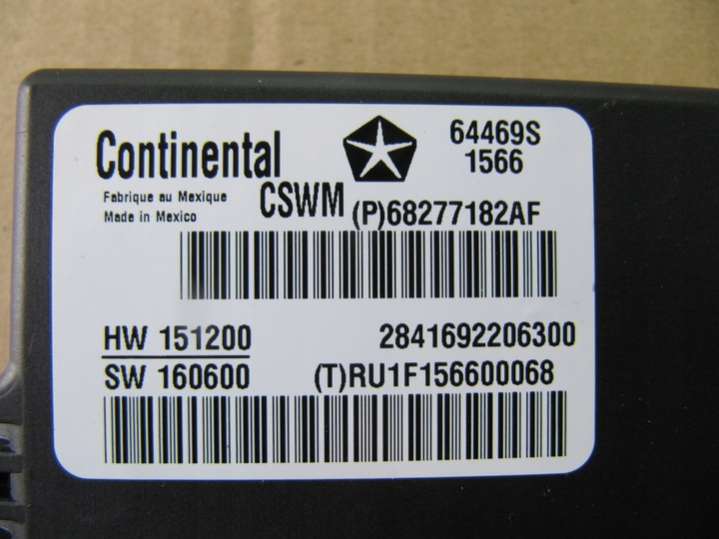 Continental
64469S
1566
Fabrique au Mexique
Made in Mexico
CSWM
(P)68277182AF
HW 151200
2841692206300
SW 160600
(T)RU1F156600068